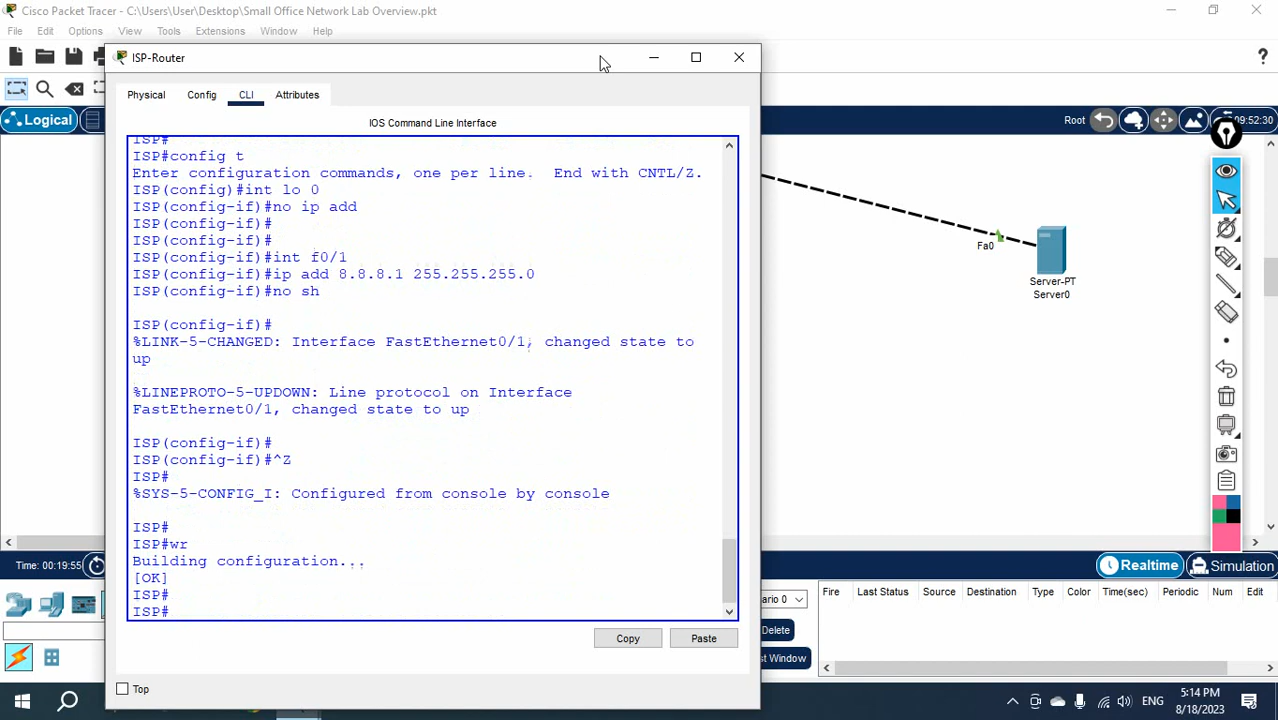 Cisco Packet Tracer - C:\Users\User\Desktop\Small Office Network Lab Overview.pkt
File Edit Options Tools Extensions Window Help
ISP-Router
Physical Config CLI Attributes
Logical
Root
09:52:30
IOS Command Line Interface
ISP#
ISP#config t
Enter configuration commands, one per line.  End with CNTL/Z.
ISP(config)#int lo 0
ISP(config-if)#no ip add
ISP(config-if)#
ISP(config-if)#
ISP(config-if)#int f0/1
ISP(config-if)#ip add 8.8.8.1 255.255.255.0
ISP(config-if)#no sh
ISP(config-if)#
%LINK-5-CHANGED: Interface FastEthernet0/1, changed state to
up
%LINEPROTO-5-UPDOWN: Line protocol on Interface
FastEthernet0/1, changed state to up
ISP(config-if)#
ISP(config-if)#^Z
ISP#
%SYS-5-CONFIG_I: Configured from console by console
ISP#
ISP#wr
Building configuration...
[OK]
ISP#
ISP#
Copy Paste
Top
Fa0
Server-PT
Server0
Time: 00:19:55
Realtime Simulation
ario 0
Fire Last Status Source Destination Type Color Time(sec) Periodic Num Edit
Delete
st Window
ENG
5:14 PM
8/18/2023